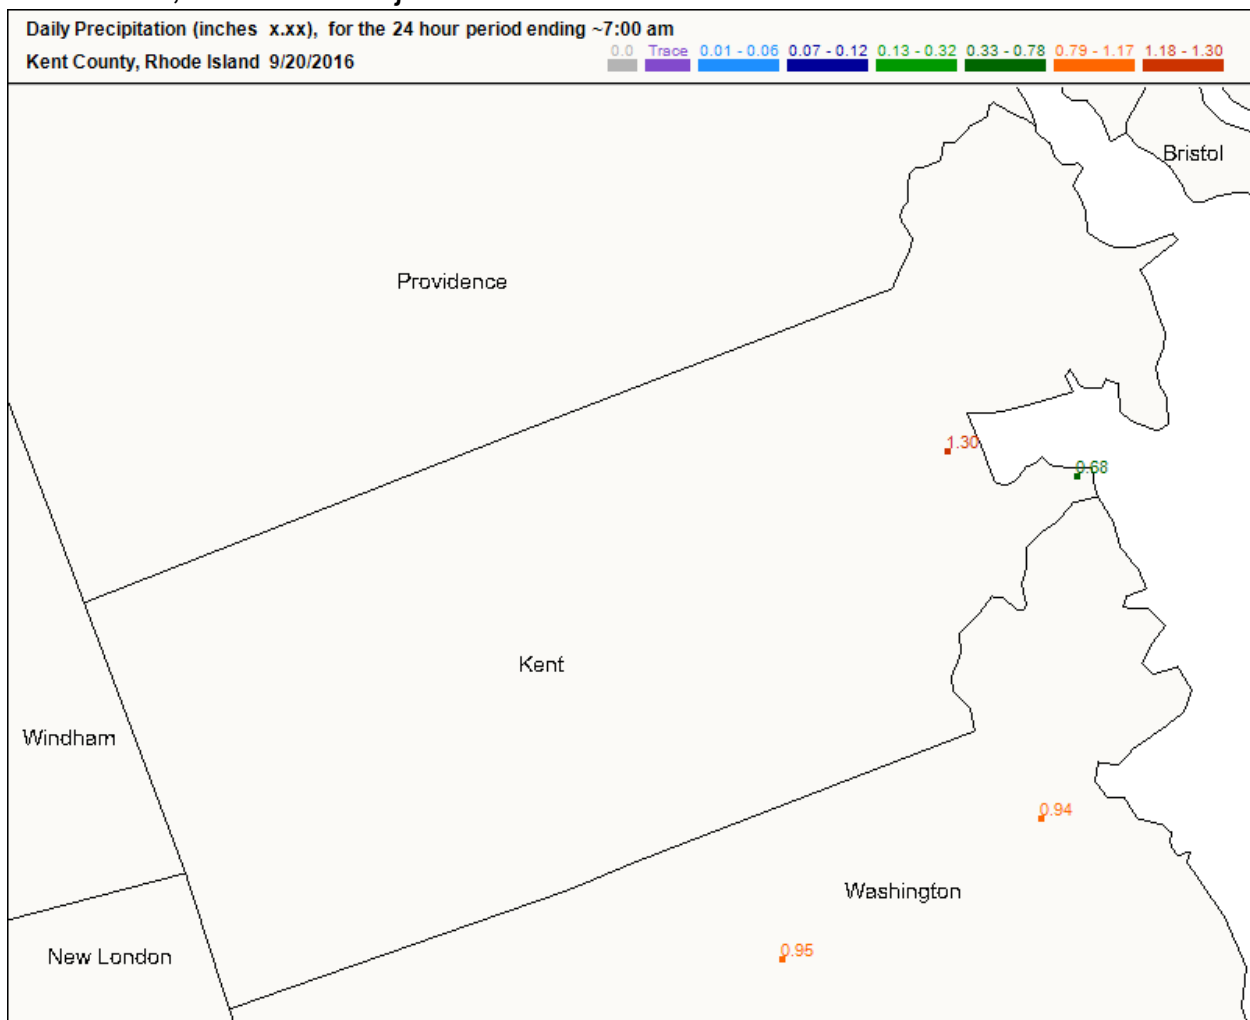 Daily Precipitation (inches x.xx), for the 24 hour period ending ~7:00 am
Kent County, Rhode Island 9/20/2016
0.0 Trace 0.01 - 0.06 0.07 - 0.12 0.13 - 0.32 0.33 - 0.78 0.79 - 1.17 1.18 - 1.30
Bristol
Providence
1.30
0.68
Kent
Windham
0.94
Washington
0.95
New London